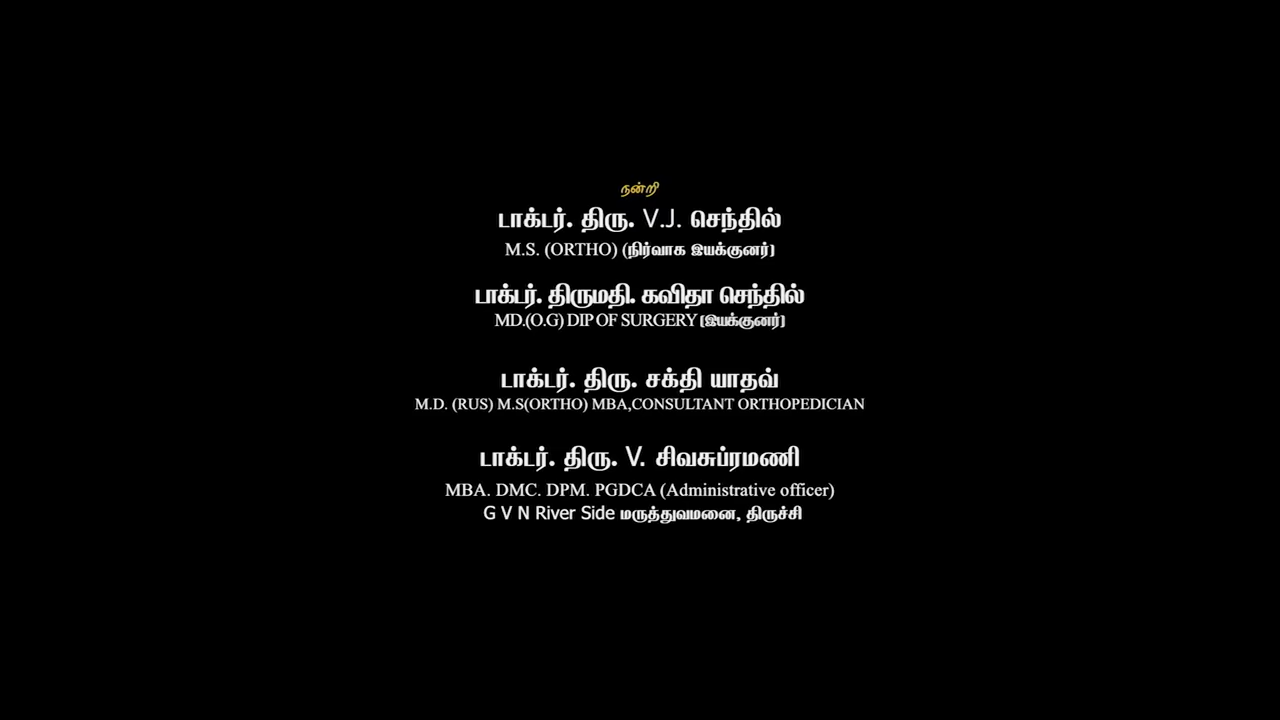 நன்றி
டாக்டர். திரு. V.J. செந்தில்
M.S. (ORTHO) (நிர்வாக இயக்குனர்)
டாக்டர். திருமதி. கவிதா செந்தில்
MD.(O.G) DIP OF SURGERY (இயக்குனர்)
டாக்டர். திரு. சக்தி யாதவ்
M.D. (RUS) M.S(ORTHO) MBA,CONSULTANT ORTHOPEDICIAN
டாக்டர். திரு. V. சிவசுப்ரமணி
MBA. DMC. DPM. PGDCA (Administrative officer)
G V N River Side மருத்துவமனை, திருச்சி